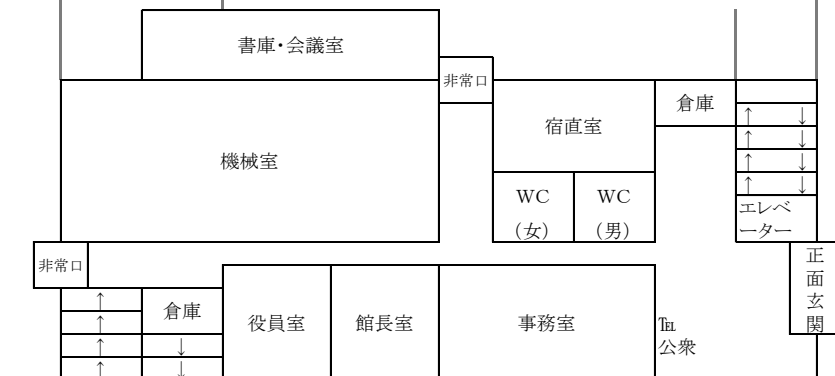 書庫・会議室
非常口
倉庫
宿直室
↑ ↓
↑ ↓
機械室
↑ ↓
↑ ↓
WC
(女)
WC
(男)
エレベ
ーター
非常口
正面玄関
↑
倉庫
↑
役員室
館長室
事務室
℡
公衆
↑ ↓
↑ ↓